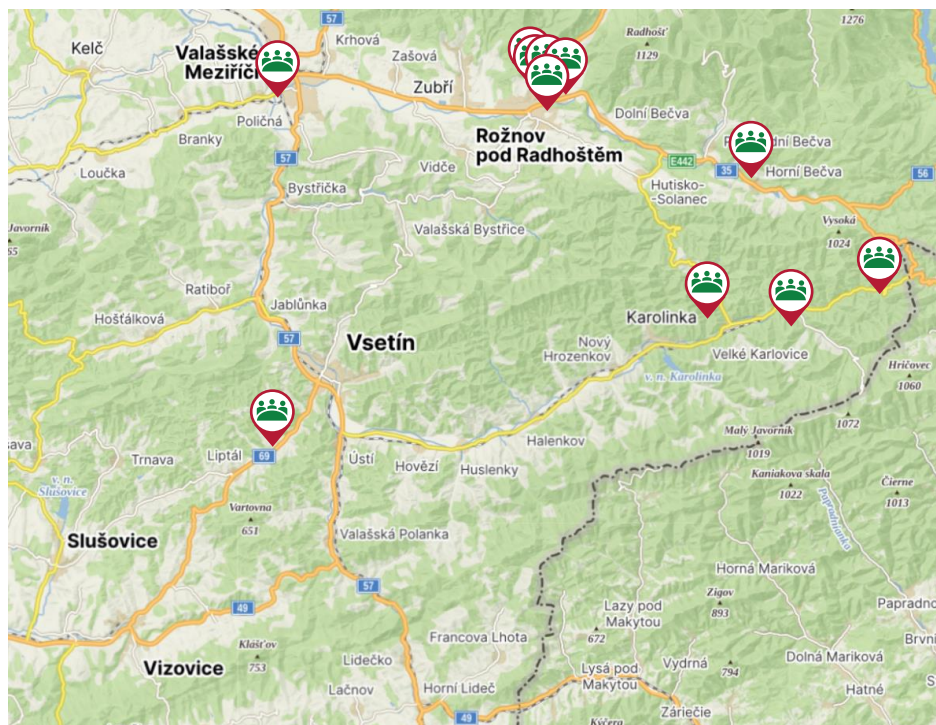 57
1276
Kelč
Krhová
Radhošť
1129
Valašské
Meziříčí
Zašová
Zubří
Dolní Bečva
Poličná
Branky
Rožnov
pod Radhoštěm
Loučka
57
Vidče
E442
35
Horní Bečva
56
Bystřička
Hutisko-
-Solanec
Javorník
Valašská Bystřice
Vysoká
1024
Ratiboř
Jablůnka
Hošťálková
Karolinka
57
Vsetín
Nový
Hrozenkov
Velké Karlovice
v. n. Karolinka
Hričovec
1060
1072
Malý Javorník
1019
Halenkov
Trnava
Liptál
69
Ústí
Hovězí
Huslenky
Kaniakova skala
1022
Čierne
1013
v. n.
Slušovice
Vartovna
651
Papradnianka
Slušovice
Valašská Polanka
Horná Mariková
57
Žigov
893
49
Lazy pod
Makytou
672
Papradno
Klášťov
753
Francova Lhota
Vizovice
Lidečko
Lysá pod
Makytou
Vydrná
794
Dolná Mariková
Lačnov
Horní Lideč
Hatné
49
Záriečie